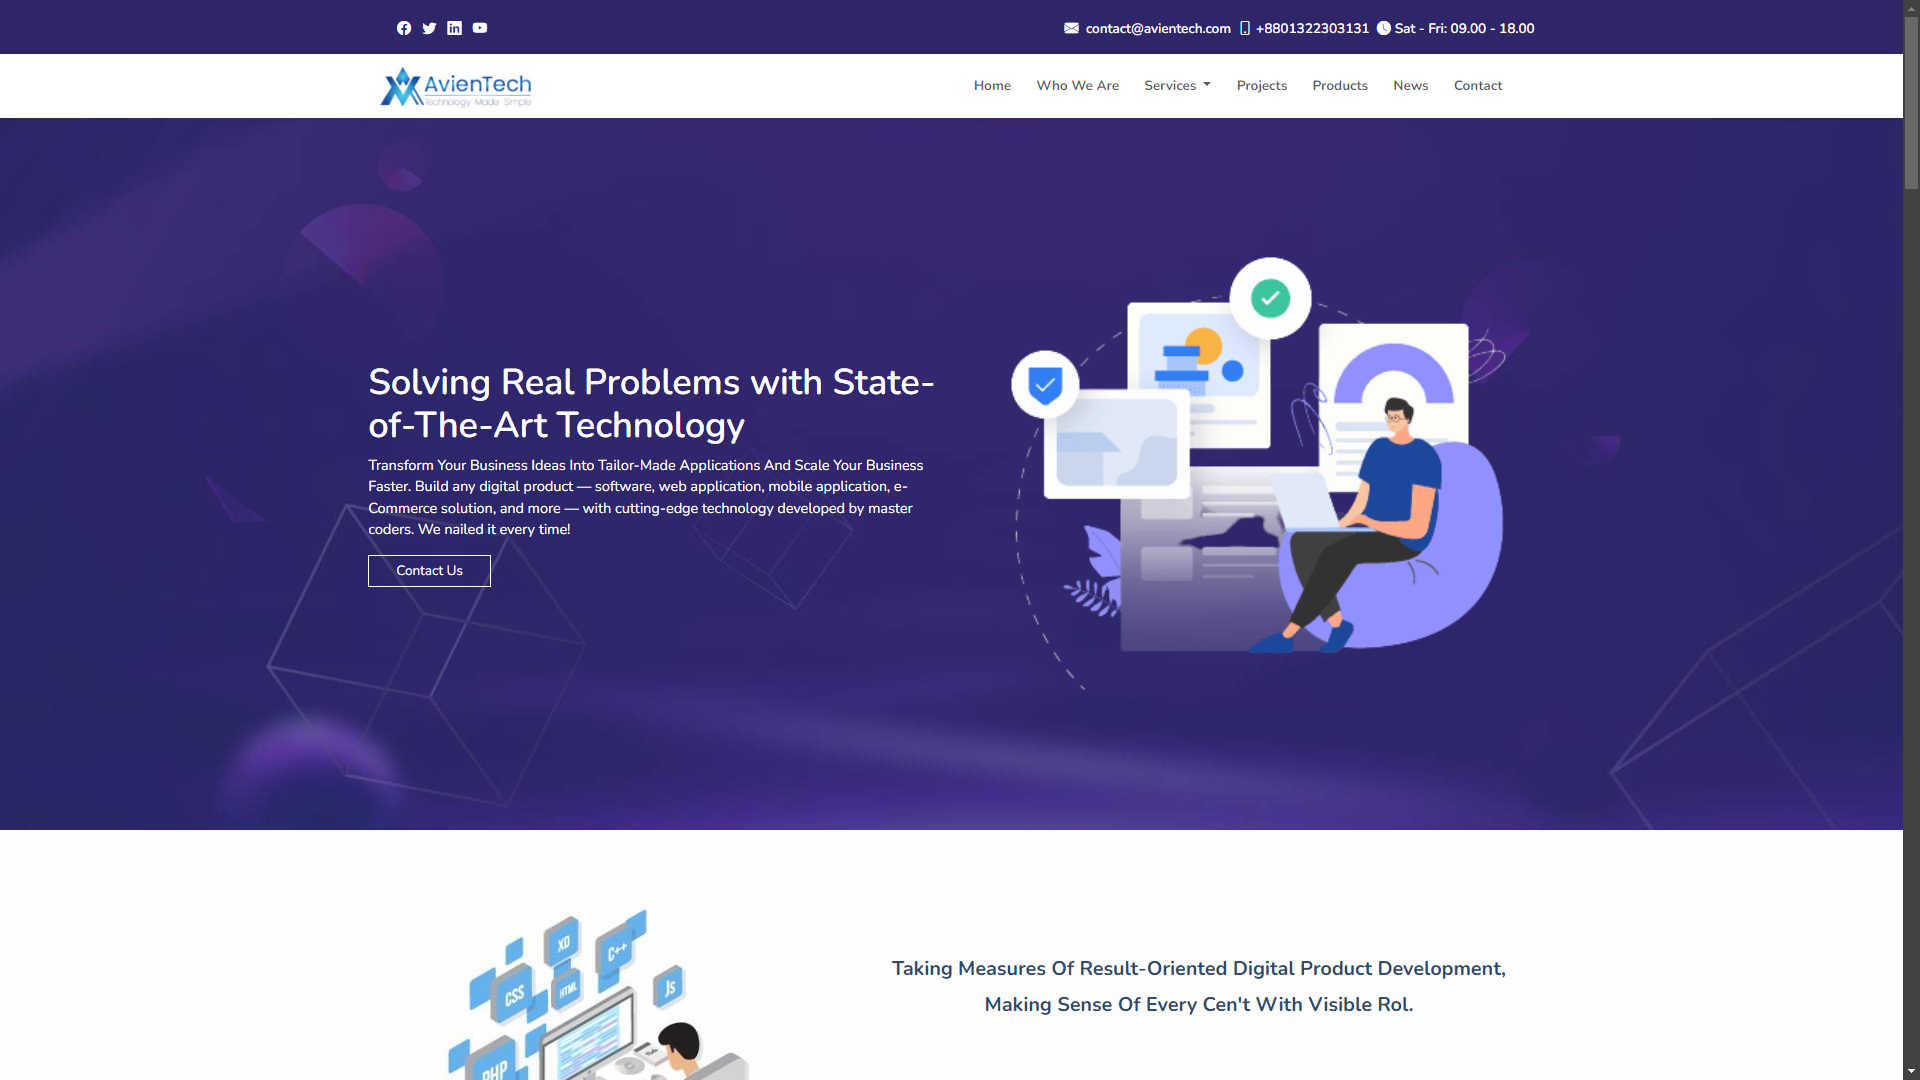 contact@avientech.com +8801322303131 Sat - Fri: 09.00 - 18.00
AvienTech
Technology Made Simple
Home Who We Are Services Projects Products News Contact
Solving Real Problems with State-
of-The-Art Technology
Transform Your Business Ideas Into Tailor-Made Applications And Scale Your Business
Faster. Build any digital product — software, web application, mobile application, e-
Commerce solution, and more — with cutting-edge technology developed by master
coders. We nailed it every time!
Contact Us
XD
C++
CSS
HTML
Js
PHP
Taking Measures Of Result-Oriented Digital Product Development,
Making Sense Of Every Cen't With Visible Rol.